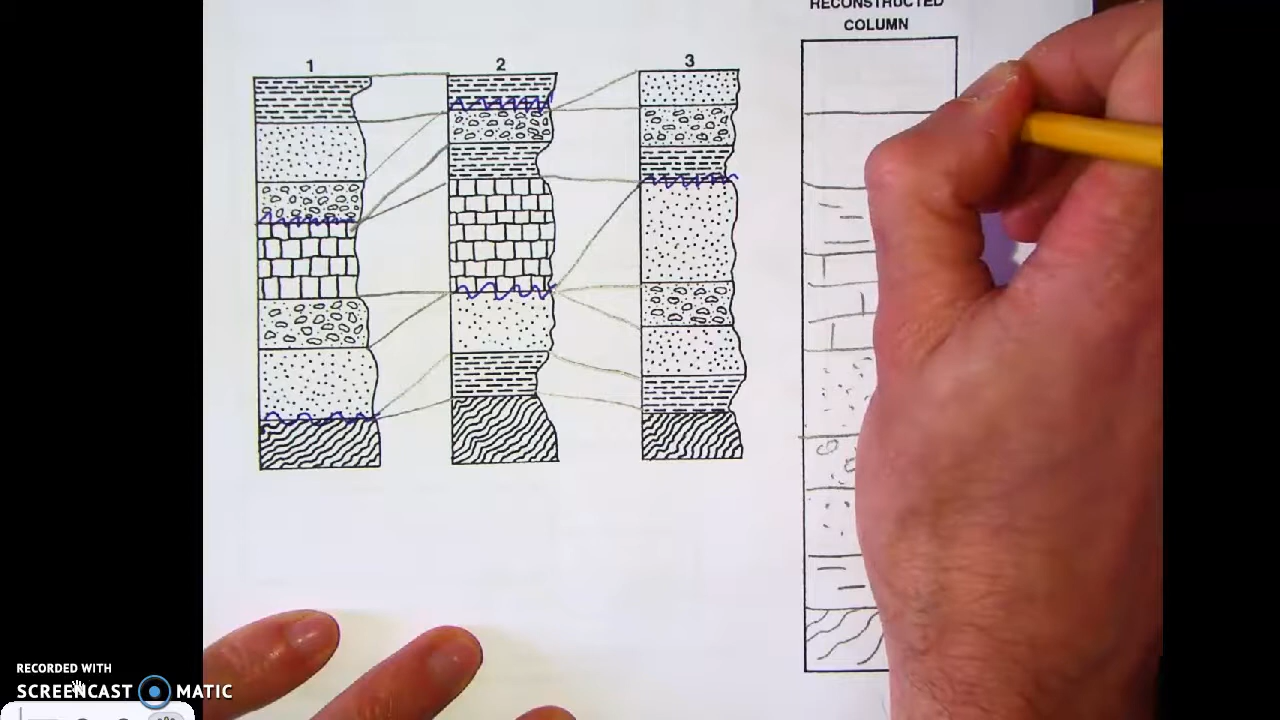 RECONSTRUCTED
COLUMN
1
2
3
RECORDED WITH
SCREENCAST MATIC